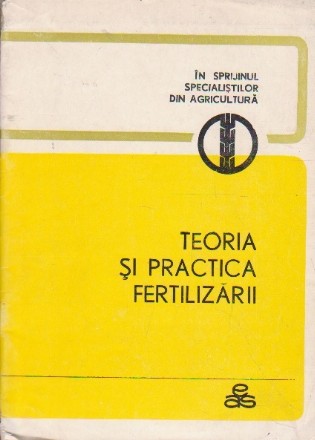 ÎN SPRIJINUL
SPECIALIȘTILOR
DIN AGRICULTURĂ
TEORIA
ȘI PRACTICA
FERTILIZĂRII